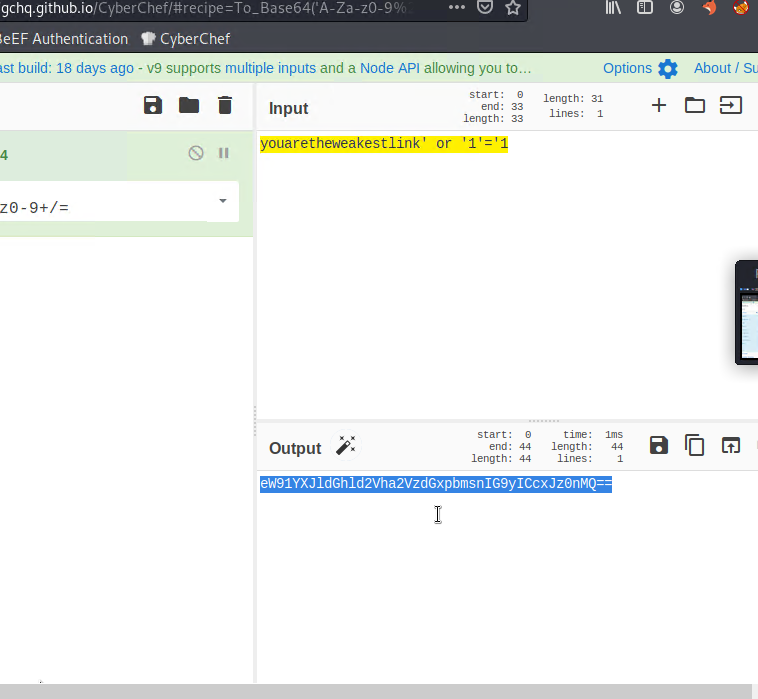 gchq.github.io/CyberChef/#recipe=To_Base64('A-Za-z0-9%
BeEF Authentication CyberChef
ast build: 18 days ago - v9 supports multiple inputs and a Node API allowing you to… Options About / Su
Input
start: 0
end: 33
length: 33
length: 31
lines: 1
4
z0-9+/=
youaretheweakestlink' or '1'='1
Output
start: 0
end: 44
length: 44
time: 1ms
length: 44
lines: 1
eW91YXJldGhld2Vha2VzdGxpbmsnIG9yICcxJz0nMQ==